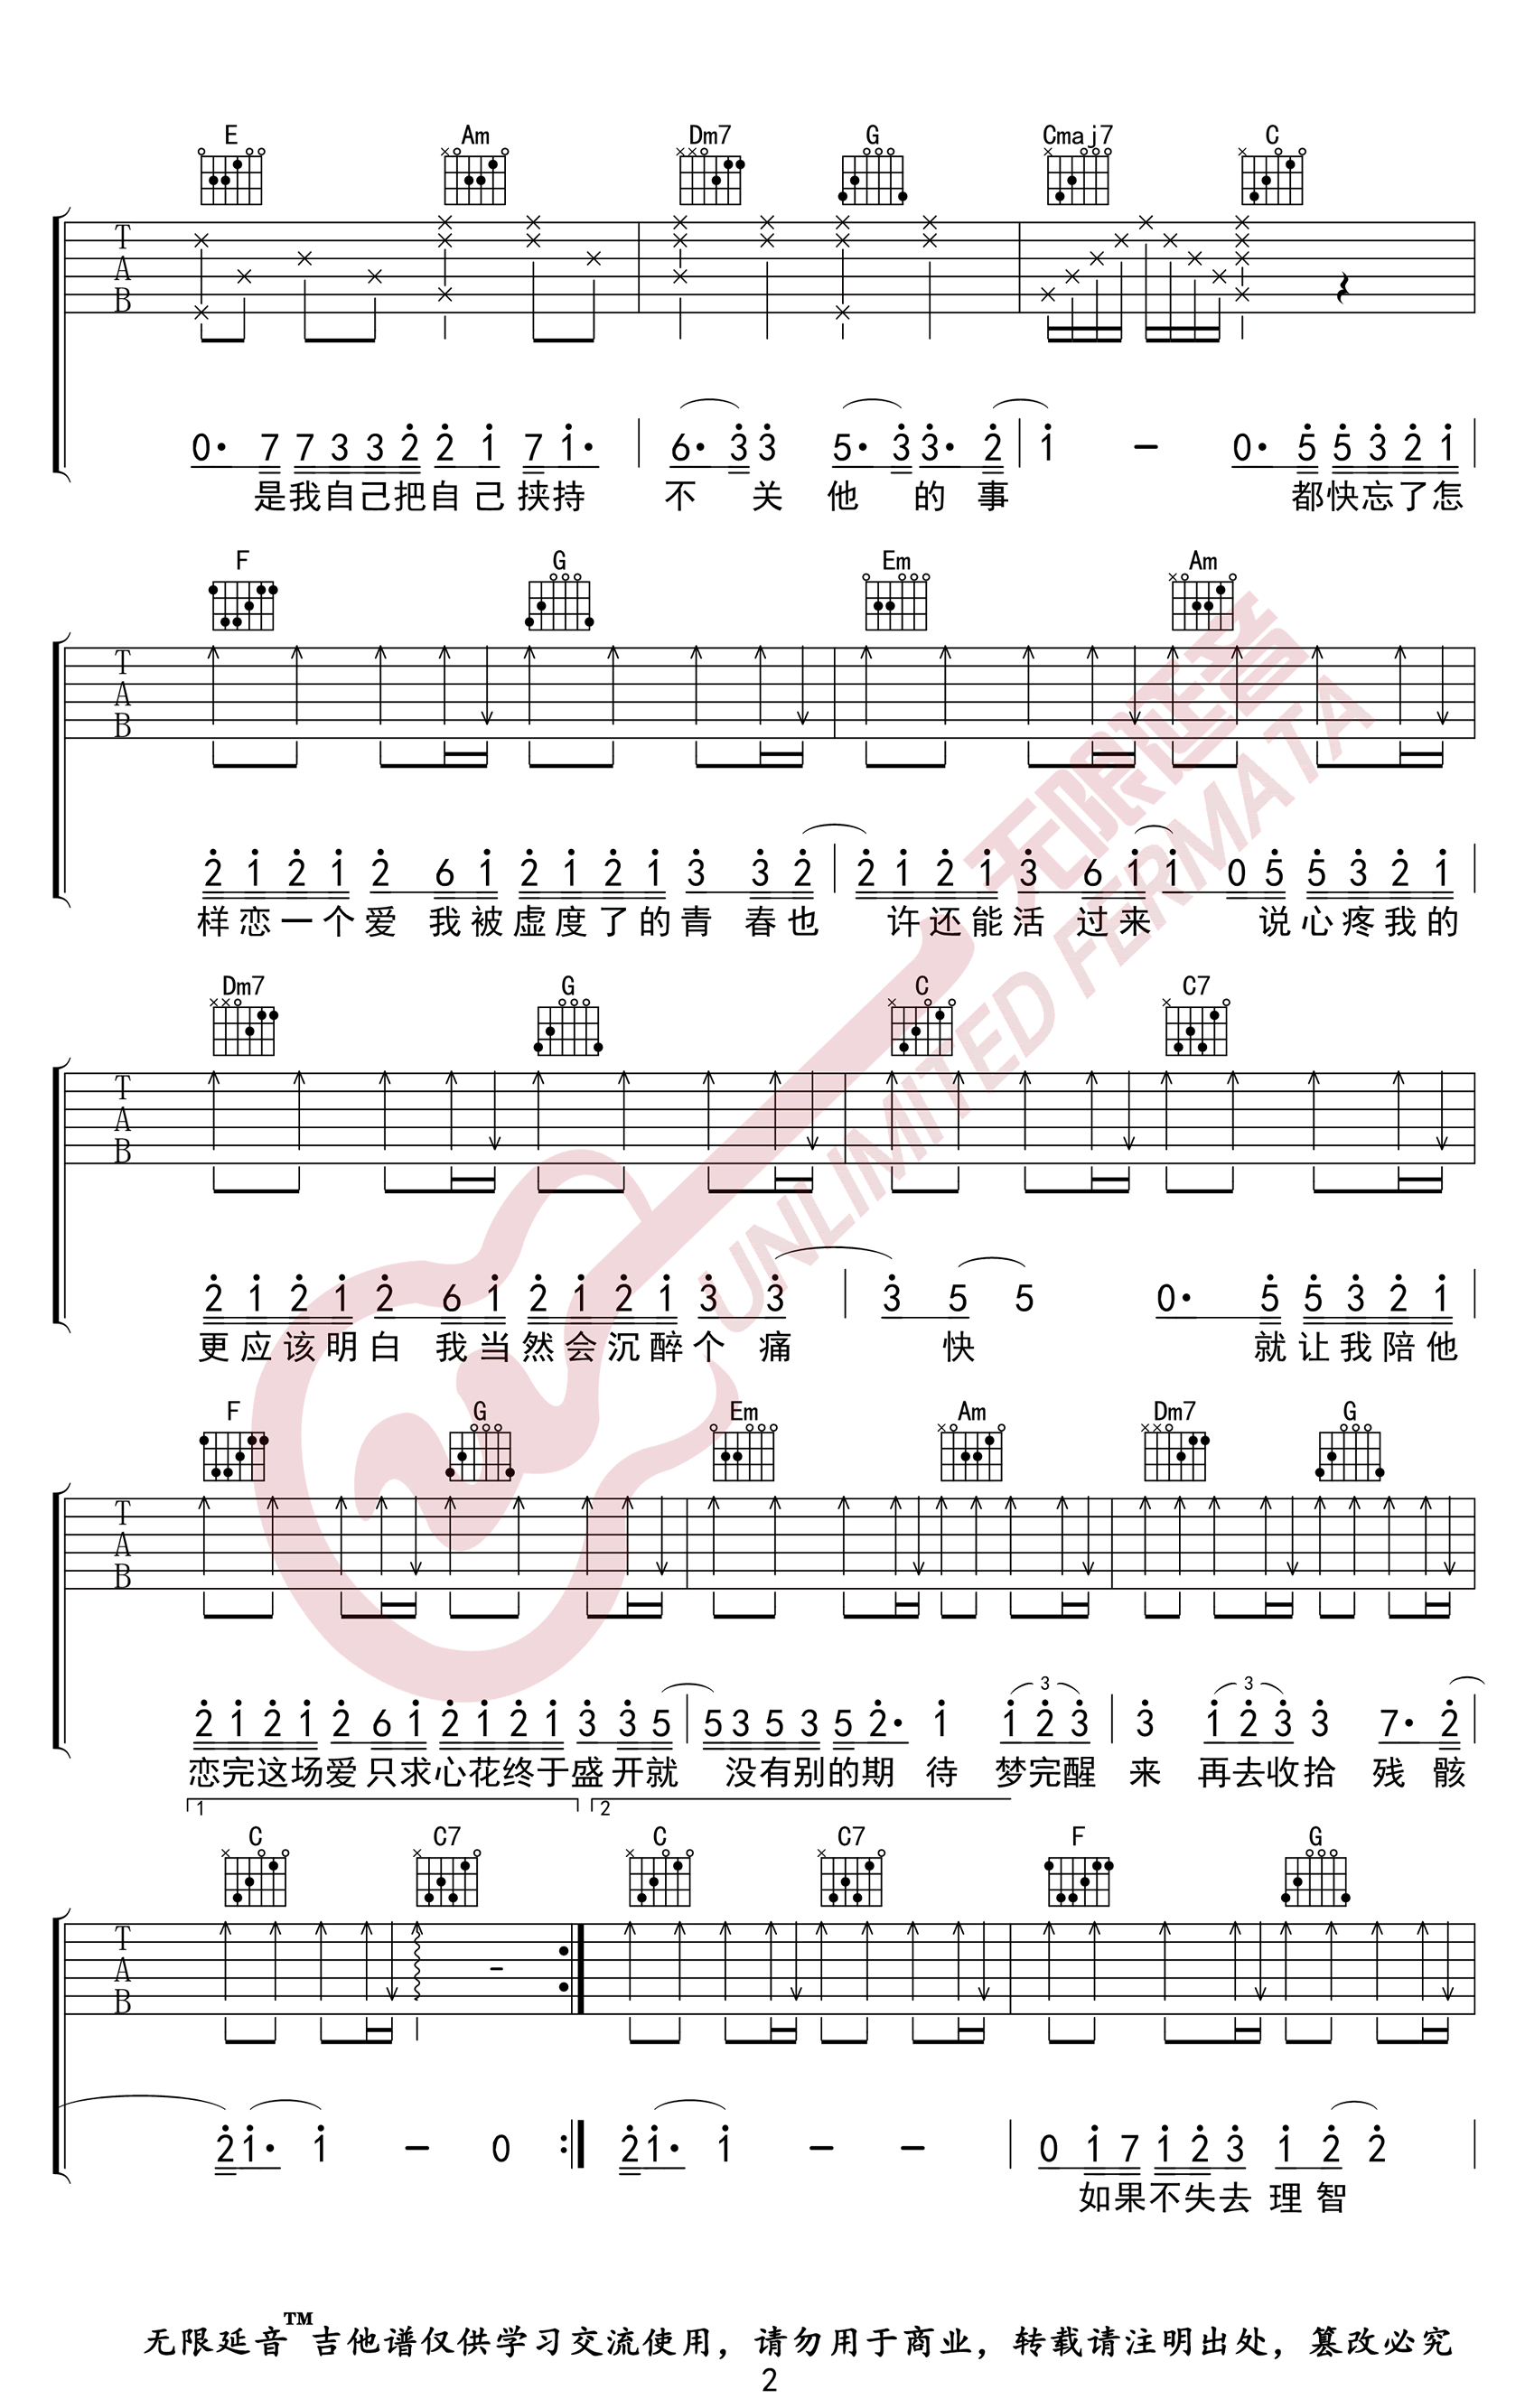 E Am Dm7 G Cmaj7 C
T
A
B
0· 7 7 3 3 2 2 1 7 1· 6· 3 3 5· 3 3· 2 1 - 0· 5 5 3 2 1
是我自己把自己挟持 不关他的事 都快忘了怎
F G Em Am
T
A
B
2 1 2 1 2 6 1 2 1 2 1 3 3 2 2 1 2 1 3 6 1 1 0 5 5 3 2 1
样恋一个爱 我被虚度了的青春也 许还能活过来 说心疼我的
Dm7 G C C7
T
A
B
2 1 2 1 2 6 1 2 1 2 1 3 3 3 5 5 0· 5 5 3 2 1
更应该明白 我当然会沉醉个痛 快 就让我陪他
F G Em Am Dm7 G
T
A
B
3 3
2 1 2 1 2 6 1 2 1 2 1 3 3 5 5 3 5 3 5 2· 1 1 2 3 3 1 2 3 3 7· 2
恋完这场爱 只求心花终于盛开就 没有别的期待 梦完醒来 再去收拾残骸
1 2
C C7 C C7 F G
T
A
B
2 1· 1 - 0 2 1· 1 - - 0 1 7 1 2 3 1 2 2
如果不失去理智
无限延音™吉他谱仅供学习交流使用，请勿用于商业，转载请注明出处，篡改必究
2
无限延音
UNLIMITED FERMATA